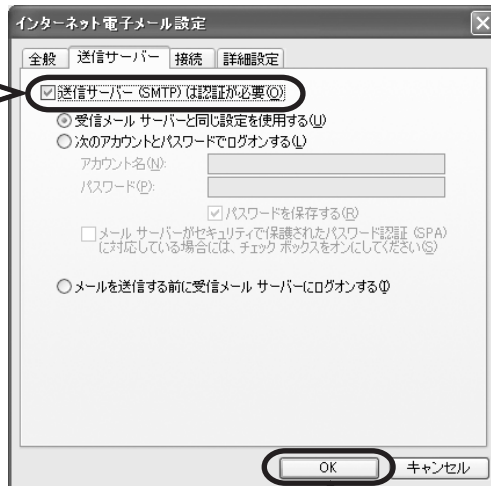 インターネット電子メール設定
全般 送信サーバー 接続 詳細設定
送信サーバー (SMTP) は認証が必要(O)
受信メール サーバーと同じ設定を使用する(U)
次のアカウントとパスワードでログオンする(L)
アカウント名(N):
パスワード(P):
パスワードを保存する(R)
メール サーバーがセキュリティで保護されたパスワード認証 (SPA)
に対応している場合には、チェック ボックスをオンにしてください(S)
メールを送信する前に受信メール サーバーにログオンする(I)
OK キャンセル